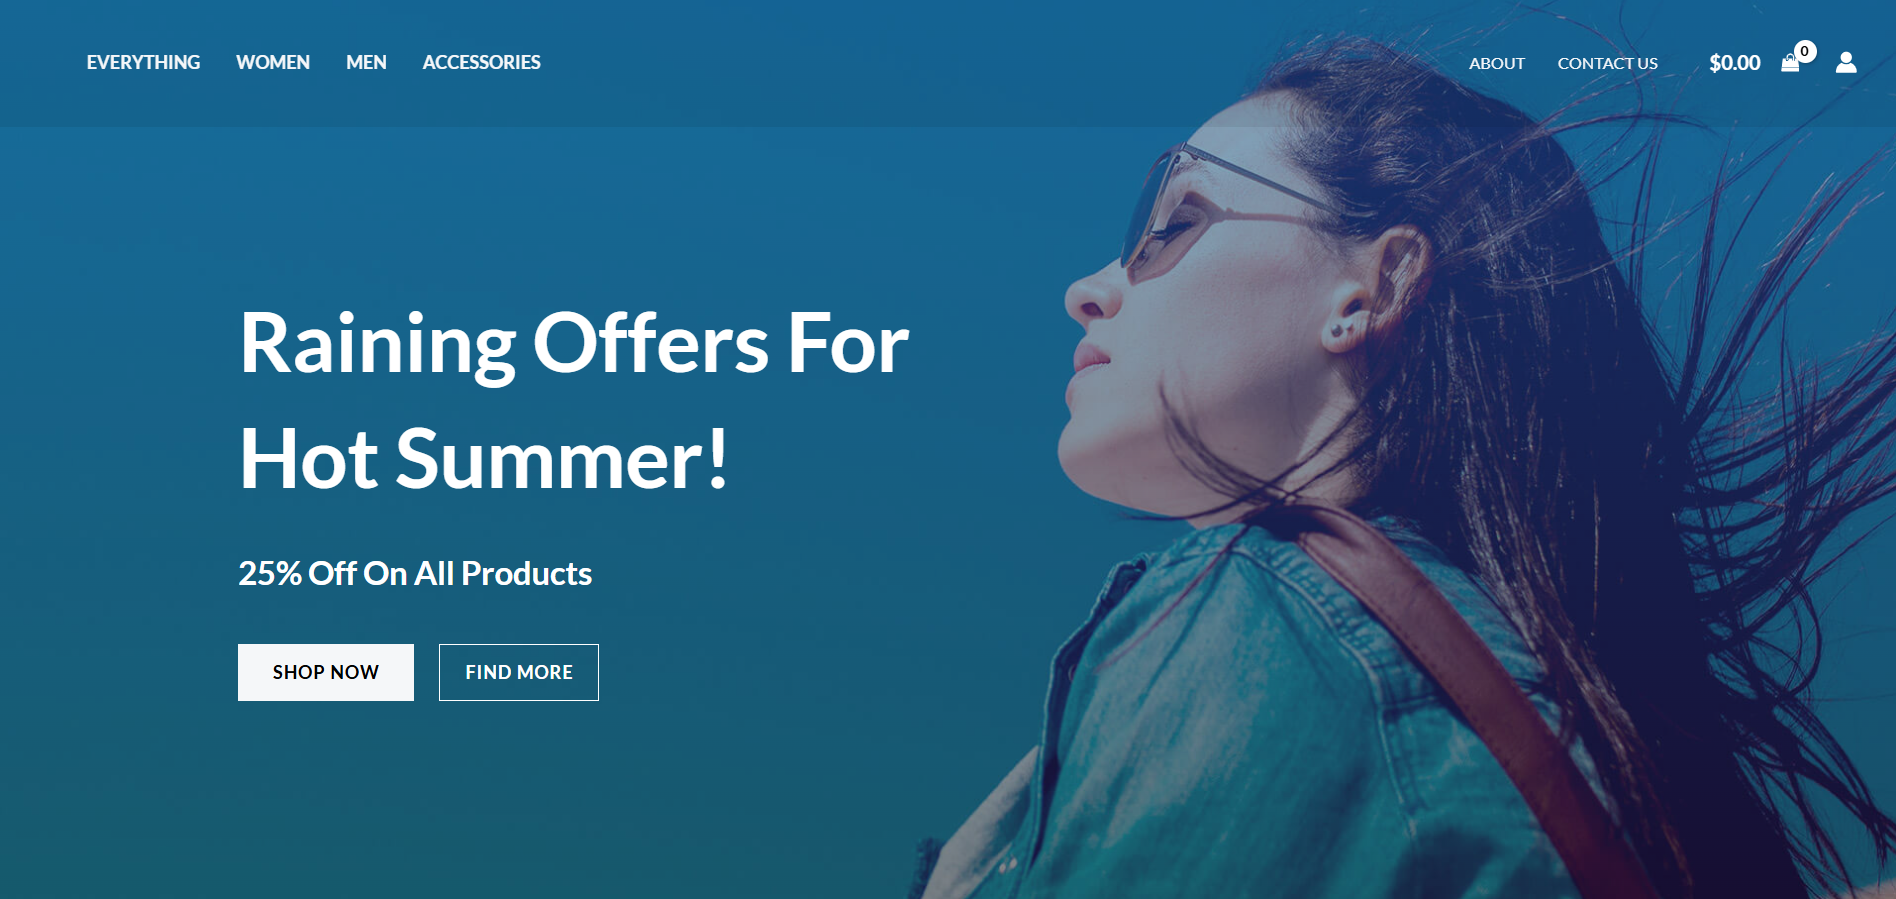 EVERYTHING WOMEN MEN ACCESSORIES ABOUT CONTACT US $0.00 0
Raining Offers For
Hot Summer!
25% Off On All Products
SHOP NOW FIND MORE